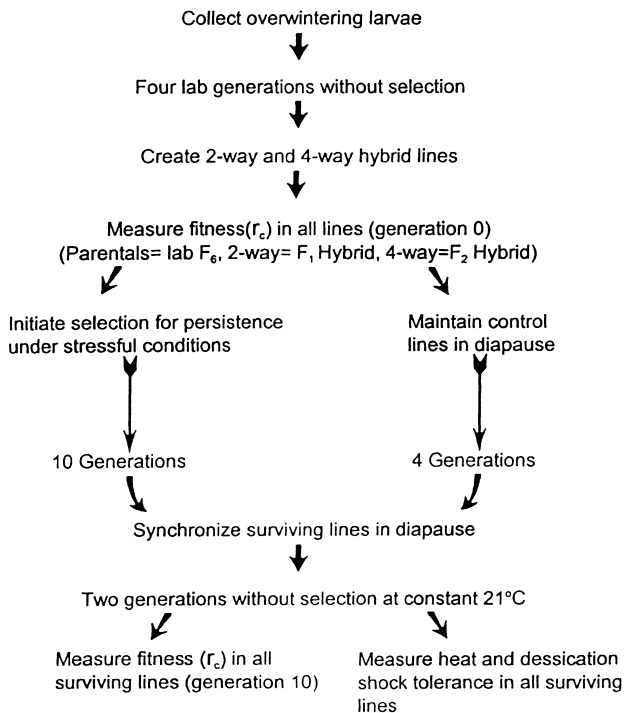 Collect overwintering larvae
Four lab generations without selection
Create 2-way and 4-way hybrid lines
Measure fitness(r_c) in all lines (generation 0)
(Parentals= lab F₆, 2-way= F₁ Hybrid, 4-way=F₂ Hybrid)
Initiate selection for persistence
under stressful conditions
Maintain control
lines in diapause
10 Generations
4 Generations
Synchronize surviving lines in diapause
Two generations without selection at constant 21°C
Measure fitness (r_c) in all
surviving lines (generation 10)
Measure heat and dessication
shock tolerance in all surviving
lines